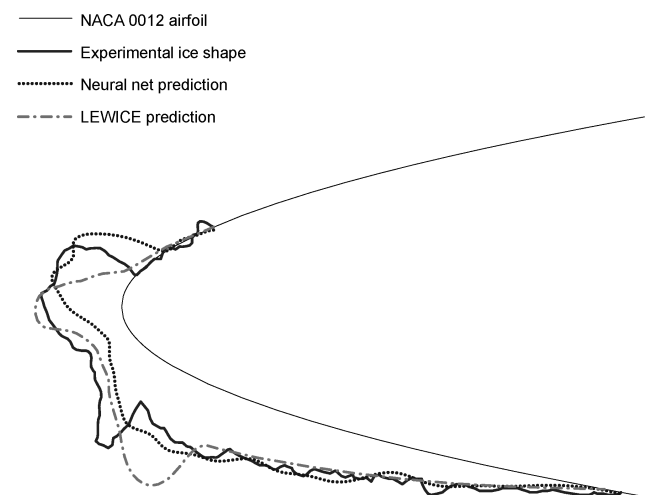 NACA 0012 airfoil
Experimental ice shape
Neural net prediction
LEWICE prediction